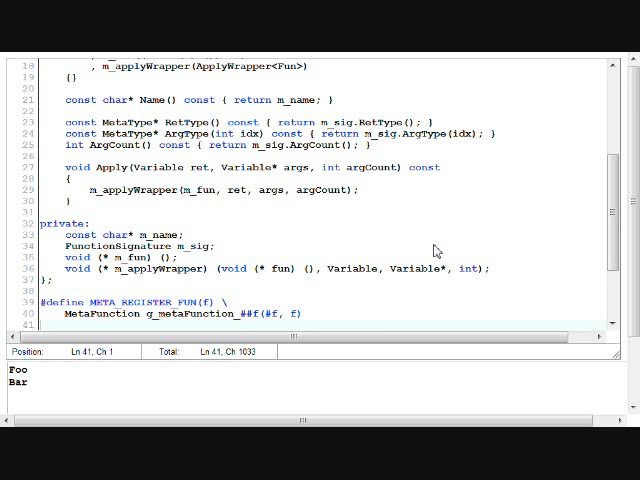 18 , m_applyWrapper(ApplyWrapper<Fun>)
19 {}
20
21 const char* Name() const { return m_name; }
22
23 const MetaType* RetType() const { return m_sig.RetType(); }
24 const MetaType* ArgType(int idx) const { return m_sig.ArgType(idx); }
25 int ArgCount() const { return m_sig.ArgCount(); }
26
27 void Apply(Variable ret, Variable* args, int argCount) const
28 {
29 m_applyWrapper(m_fun, ret, args, argCount);
30 }
31
32 private:
33 const char* m_name;
34 FunctionSignature m_sig;
35 void (* m_fun) ();
36 void (* m_applyWrapper) (void (* fun) (), Variable, Variable*, int);
37 };
38
39 #define META_REGISTER_FUN(f) \
40 MetaFunction g_metaFunction_##f(#f, f)
41
Position: Ln 41, Ch 1 Total: Ln 41, Ch 1033
Foo
Bar